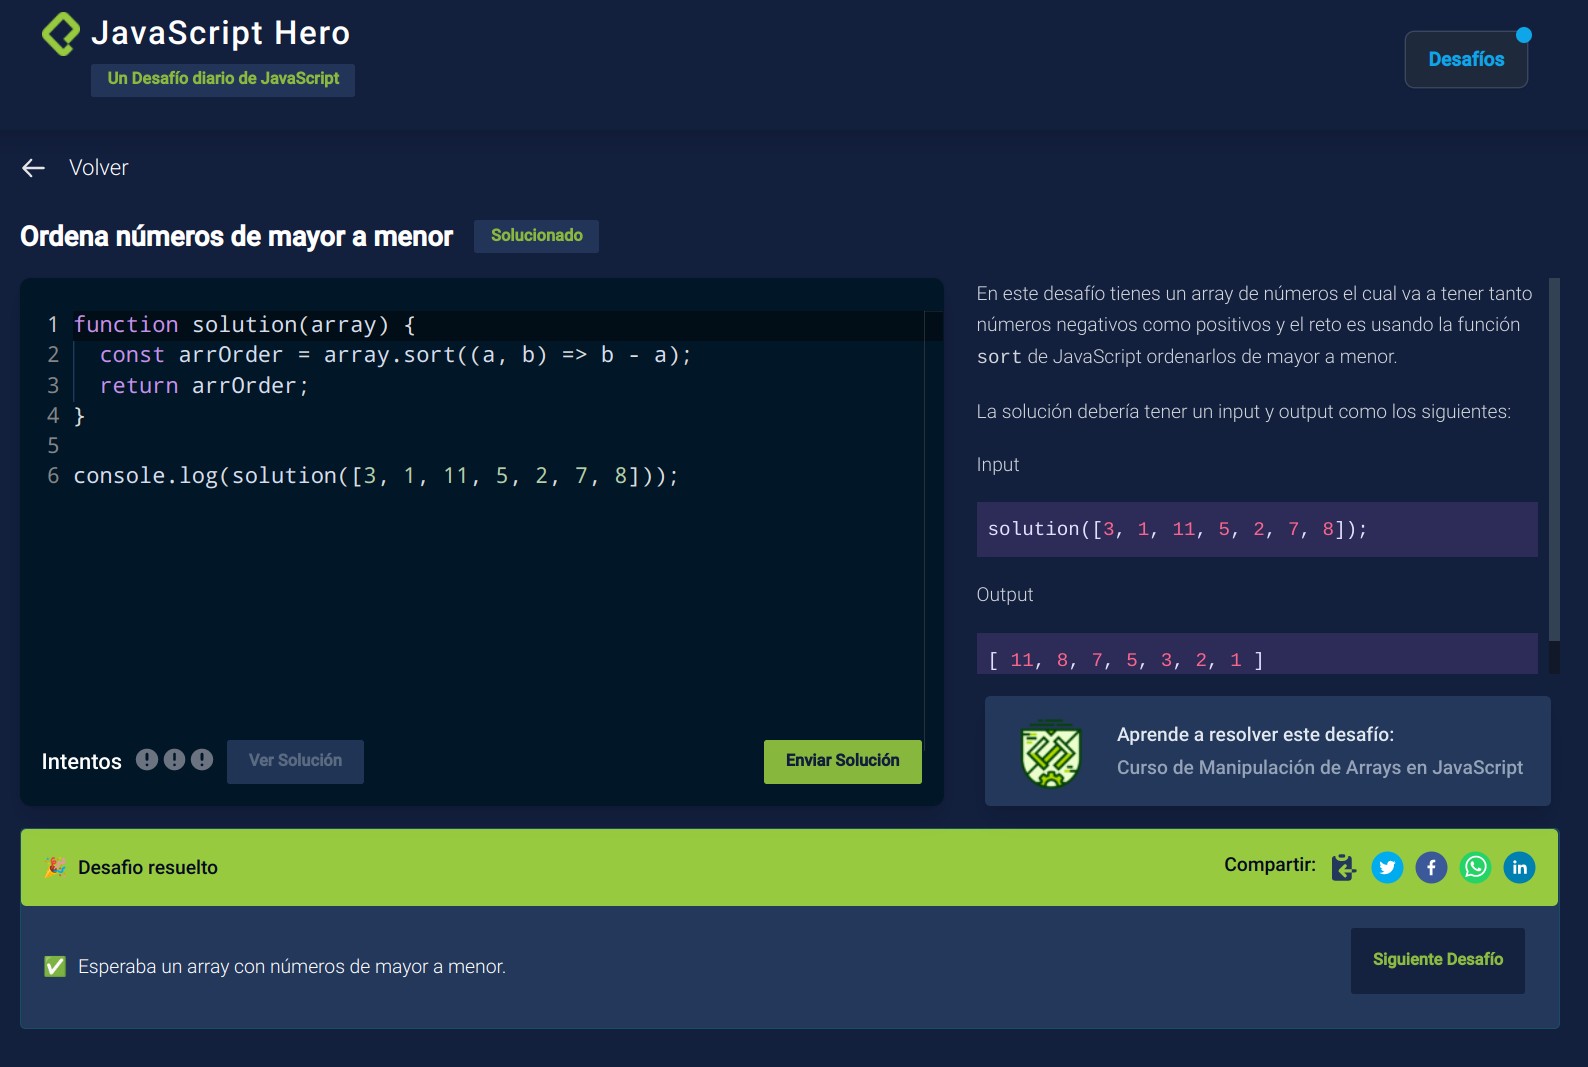 JavaScript Hero
Un Desafío diario de JavaScript
Desafíos
Volver
Ordena números de mayor a menor
Solucionado
1 function solution(array) {
2   const arrOrder = array.sort((a, b) => b - a);
3   return arrOrder;
4 }
5
6 console.log(solution([3, 1, 11, 5, 2, 7, 8]));
Intentos
Ver Solución
Enviar Solución
En este desafío tienes un array de números el cual va a tener tanto
números negativos como positivos y el reto es usando la función
sort de JavaScript ordenarlos de mayor a menor.
La solución debería tener un input y output como los siguientes:
Input
solution([3, 1, 11, 5, 2, 7, 8]);
Output
[ 11, 8, 7, 5, 3, 2, 1 ]
Aprende a resolver este desafío:
Curso de Manipulación de Arrays en JavaScript
Desafio resuelto
Compartir:
Esperaba un array con números de mayor a menor.
Siguiente Desafío